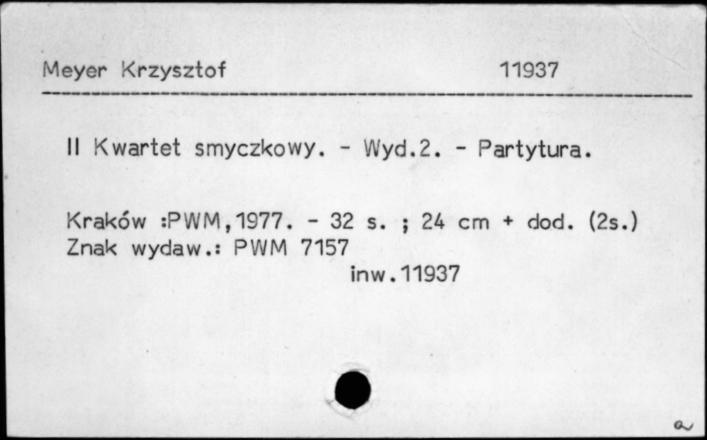 Meyer Krzysztof 11937
II Kwartet smyczkowy. - Wyd.2. - Partytura.
Kraków :PWM,1977. - 32 s. ; 24 cm + dod. (2s.)
Znak wydaw.: PWM 7157
inw.11937